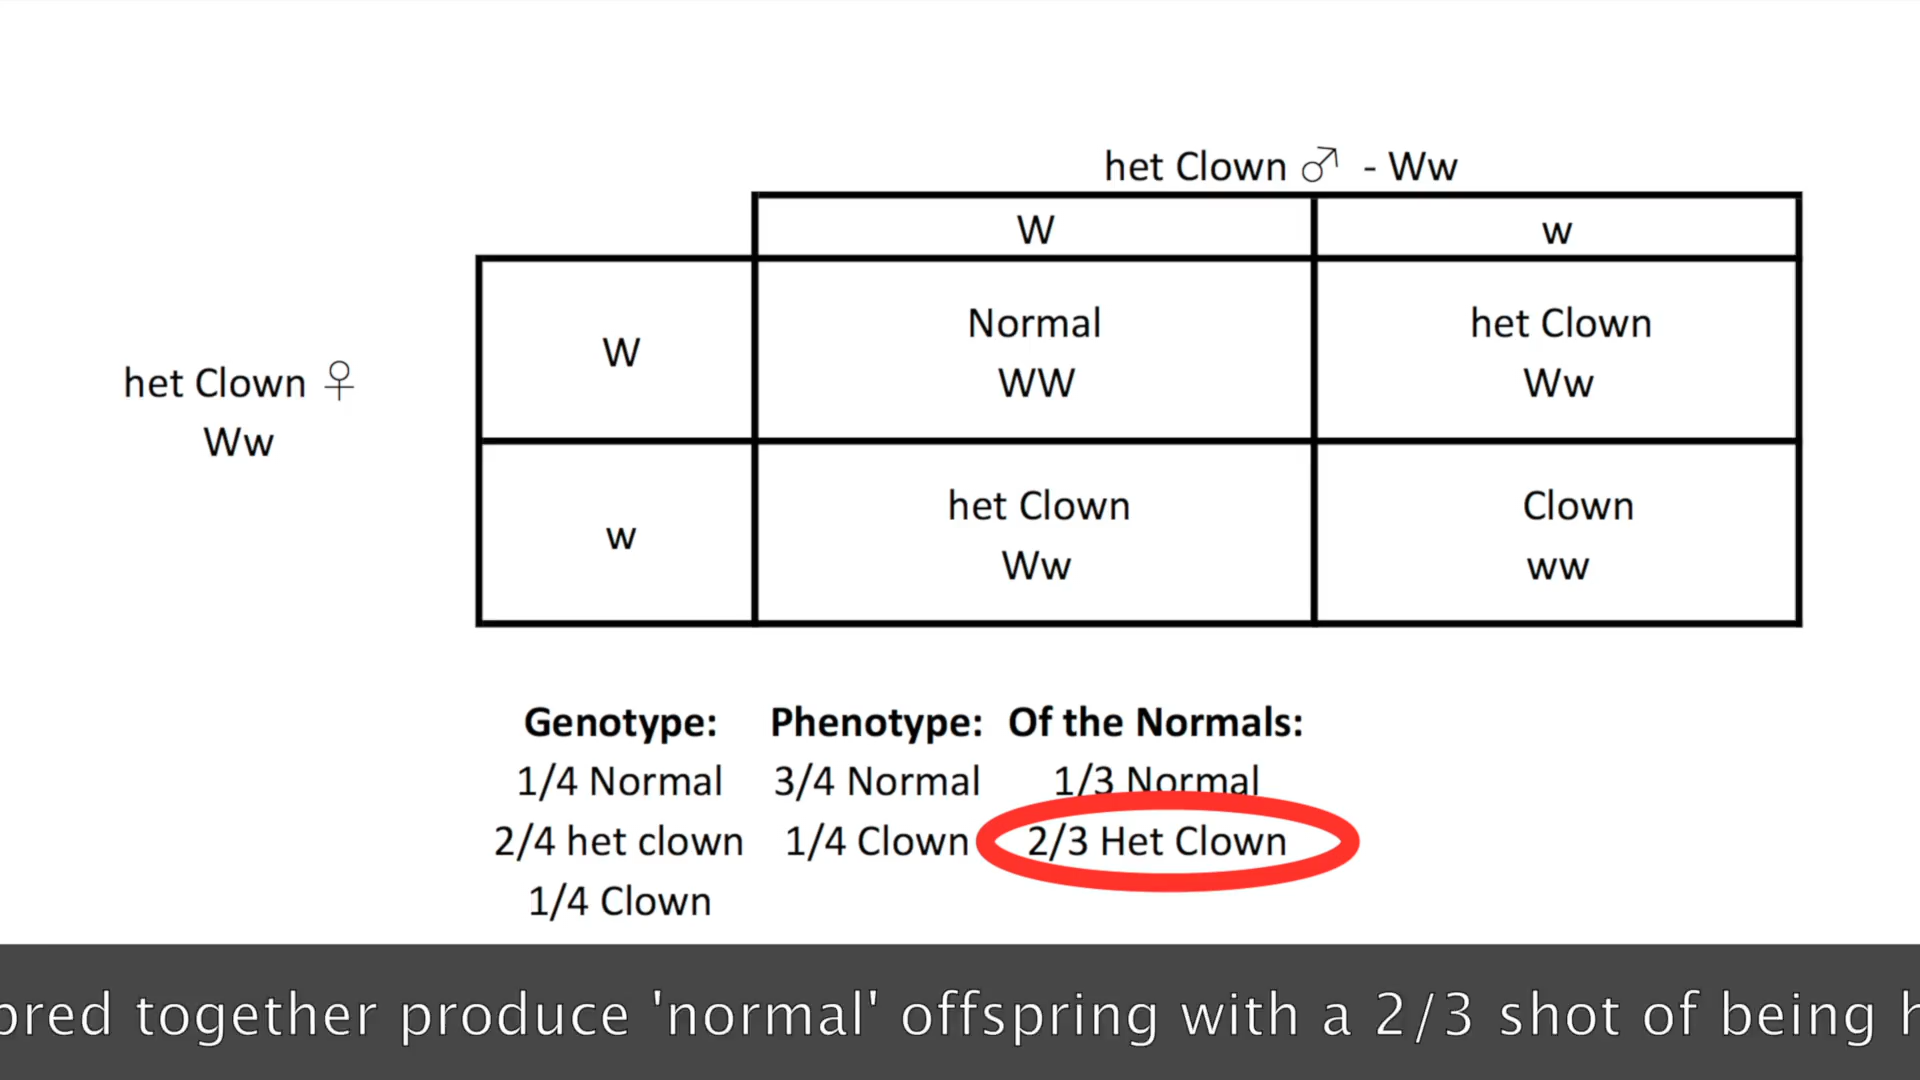 het Clown ♂ - Ww
W
w
het Clown ♀
Ww
W
Normal
WW
het Clown
Ww
w
het Clown
Ww
Clown
ww
Genotype:
1/4 Normal
2/4 het clown
1/4 Clown
Phenotype:
3/4 Normal
1/4 Clown
Of the Normals:
1/3 Normal
2/3 Het Clown
together produce 'normal' offspring with a 2/3 shot of being